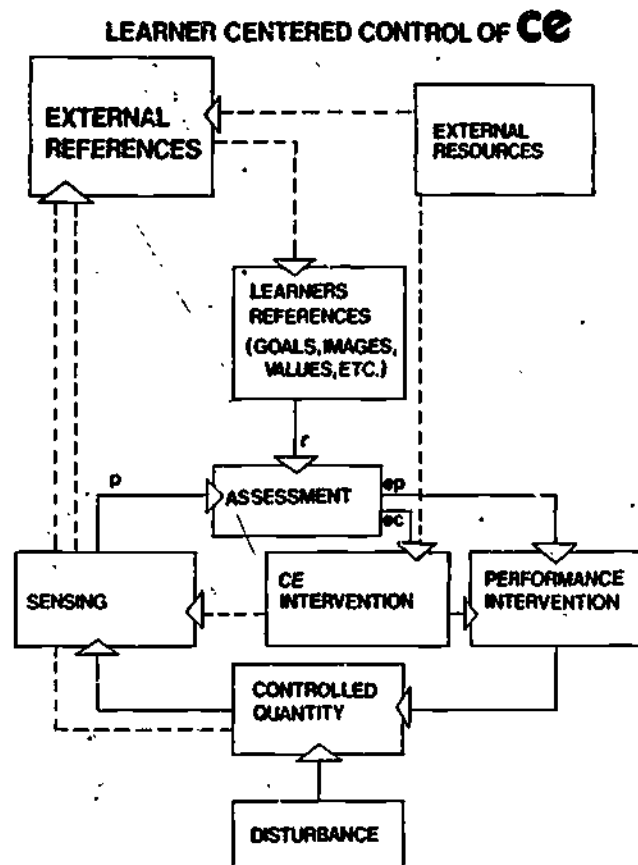 LEARNER CENTERED CONTROL OF ce
EXTERNAL
REFERENCES
EXTERNAL
RESOURCES
LEARNERS
REFERENCES
(GOALS, IMAGES,
VALUES, ETC.)
r
p
ASSESSMENT
ep
ec
SENSING
CE
INTERVENTION
PERFORMANCE
INTERVENTION
CONTROLLED
QUANTITY
DISTURBANCE